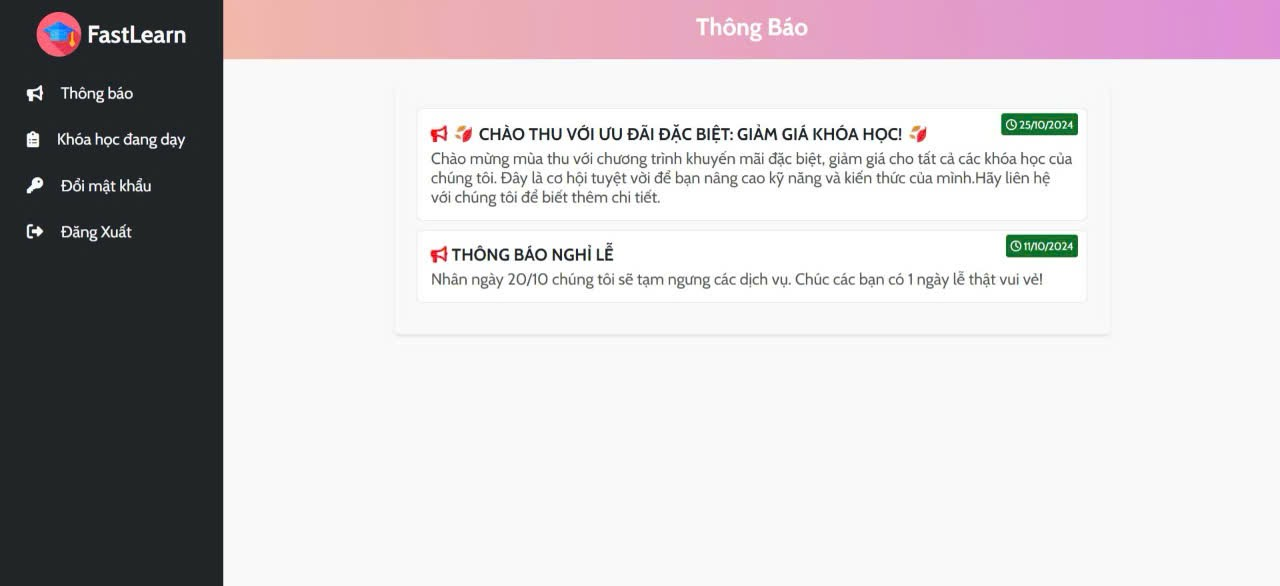 FastLearn
Thông báo
Khóa học đang dạy
Đổi mật khẩu
Đăng Xuất
Thông Báo
CHÀO THU VỚI ƯU ĐÃI ĐẶC BIỆT: GIẢM GIÁ KHÓA HỌC!
25/10/2024
Chào mừng mùa thu với chương trình khuyến mãi đặc biệt, giảm giá cho tất cả các khóa học của
chúng tôi. Đây là cơ hội tuyệt vời để bạn nâng cao kỹ năng và kiến thức của mình.Hãy liên hệ
với chúng tôi để biết thêm chi tiết.
THÔNG BÁO NGHỈ LỄ
11/10/2024
Nhân ngày 20/10 chúng tôi sẽ tạm ngưng các dịch vụ. Chúc các bạn có 1 ngày lễ thật vui vẻ!